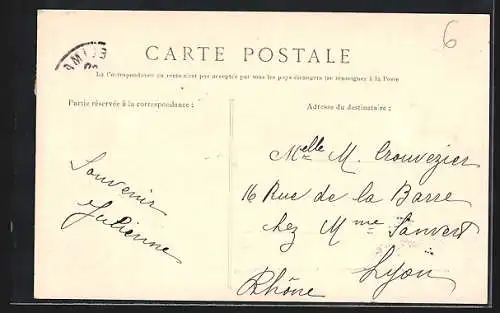 6
CARTE POSTALE
La Correspondance au recto n'est pas acceptée par tous les pays étrangers (se renseigner à la Poste
Partie réservée à la correspondance :
Adresse du destinataire :
Souvenir
Julienne
Melle M. Crouvezier
16 Rue de la Barre
chez Mme Sanvert
Lyon
Rhône